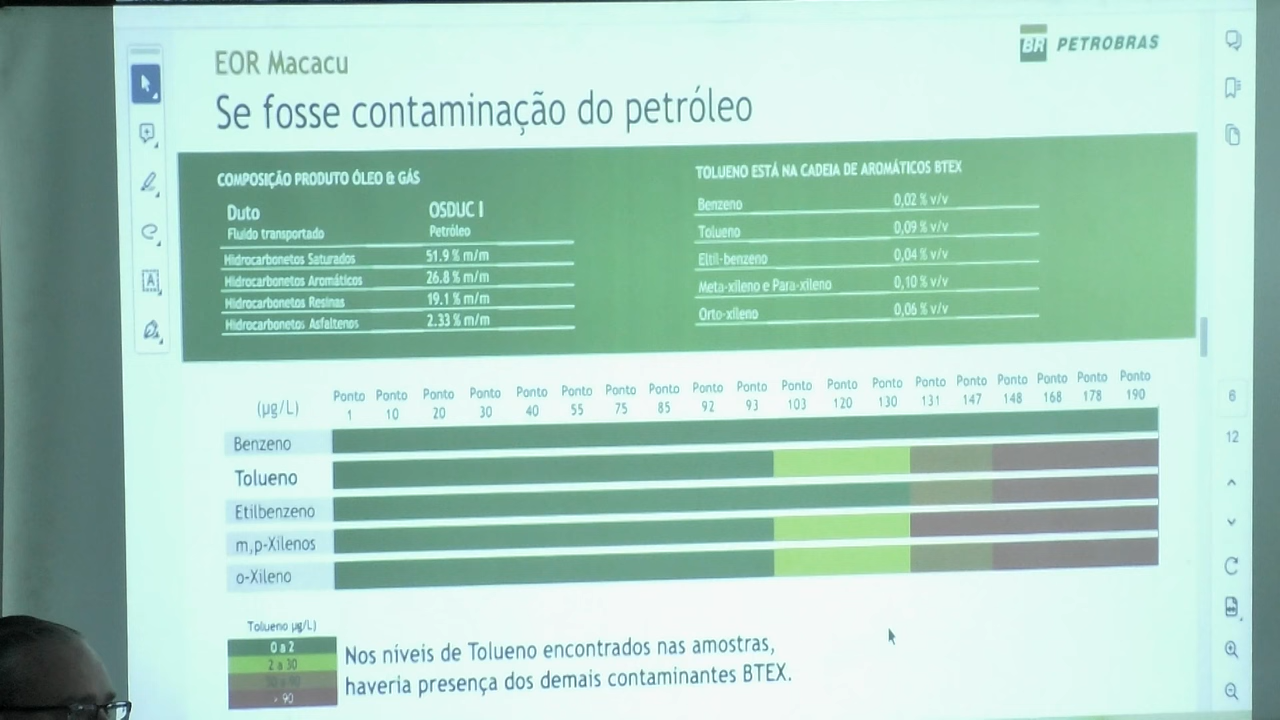 EOR Macacu
BR PETROBRAS
Se fosse contaminação do petróleo
COMPOSIÇÃO PRODUTO ÓLEO & GÁS
Duto OSDUC I
Fluido transportado Petróleo
Hidrocarbonetos Saturados 51.9 % m/m
Hidrocarbonetos Aromáticos 26.8 % m/m
Hidrocarbonetos Resinas 19.1 % m/m
Hidrocarbonetos Asfaltenos 2.33 % m/m
TOLUENO ESTÁ NA CADEIA DE AROMÁTICOS BTEX
Benzeno 0,02 % v/v
Tolueno 0,09 % v/v
Eltil-benzeno 0,04 % v/v
Meta-xileno e Para-xileno 0,10 % v/v
Orto-xileno 0,06 % v/v
Ponto Ponto Ponto Ponto Ponto Ponto Ponto Ponto Ponto Ponto Ponto Ponto Ponto Ponto Ponto Ponto Ponto Ponto Ponto
(µg/L) 1 10 20 30 40 55 75 85 92 93 103 120 130 131 147 148 168 178 190
Benzeno
Tolueno
Etilbenzeno
m,p-Xilenos
o-Xileno
Tolueno µg/L)
0 a 2
2 a 30
> 90
Nos níveis de Tolueno encontrados nas amostras,
haveria presença dos demais contaminantes BTEX.
6
12